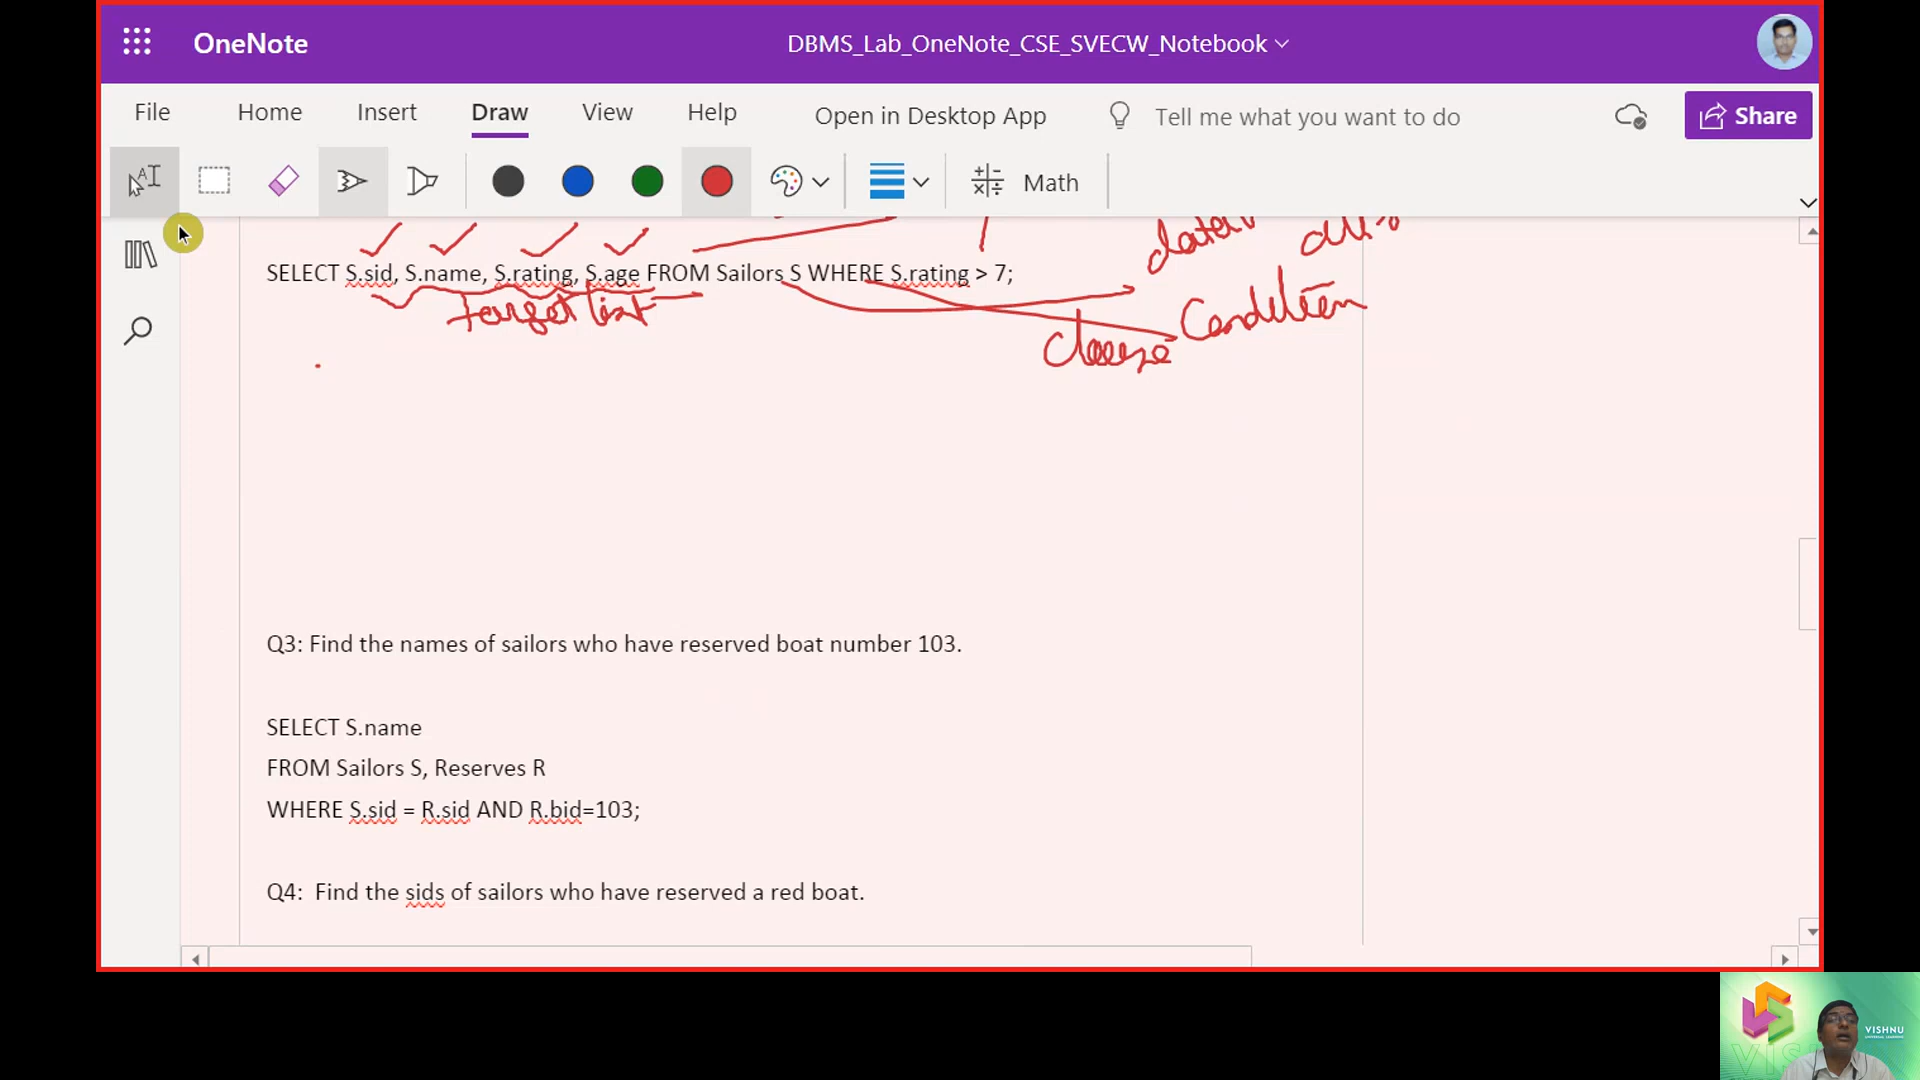 OneNote
DBMS_Lab_OneNote_CSE_SVECW_Notebook
File Home Insert Draw View Help Open in Desktop App Tell me what you want to do Share
Math
SELECT S.sid, S.name, S.rating, S.age FROM Sailors S WHERE S.rating > 7;
target list
Condition
clause
Q3: Find the names of sailors who have reserved boat number 103.
SELECT S.name
FROM Sailors S, Reserves R
WHERE S.sid = R.sid AND R.bid=103;
Q4: Find the sids of sailors who have reserved a red boat.
VISHNU
UNIVERSAL LEARNING